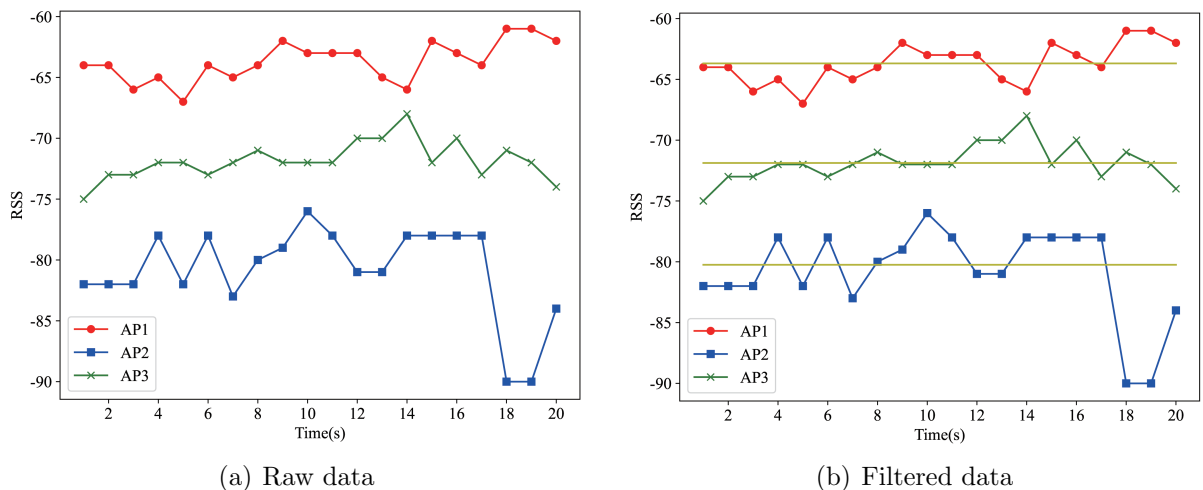 -60
-65
-70
-75
-80
-85
-90
RSS
AP1
AP2
AP3
2 4 6 8 10 12 14 16 18 20
Time(s)
(a) Raw data
-60
-65
-70
-75
-80
-85
-90
RSS
AP1
AP2
AP3
2 4 6 8 10 12 14 16 18 20
Time(s)
(b) Filtered data